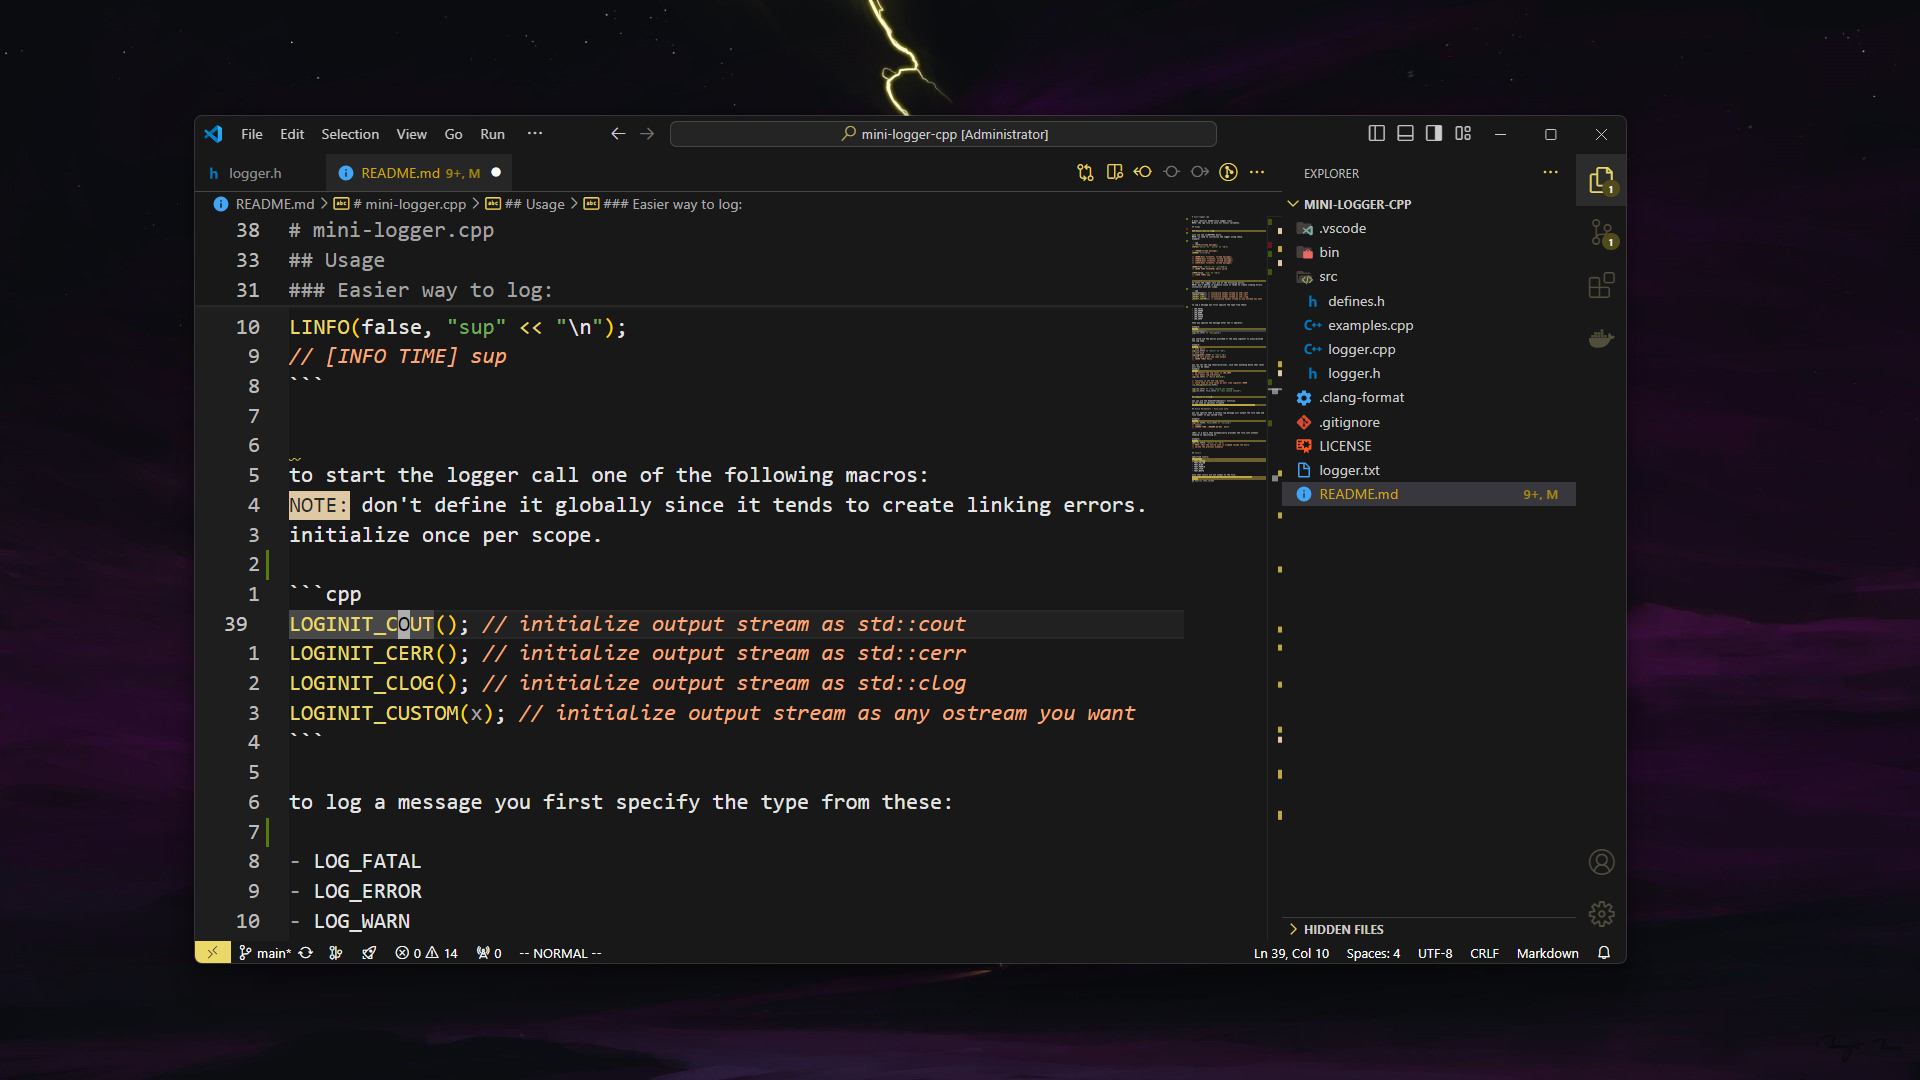 File Edit Selection View Go Run ··· mini-logger-cpp [Administrator]
h logger.h README.md 9+, M
README.md > # mini-logger.cpp > ## Usage > ### Easier way to log:
38 # mini-logger.cpp
33 ## Usage
31 ### Easier way to log:
10 LINFO(false, "sup" << "\n");
9 // [INFO TIME] sup
8 ```
7
6
5 to start the logger call one of the following macros:
4 NOTE: don't define it globally since it tends to create linking errors.
3 initialize once per scope.
2
1 ```cpp
39 LOGINIT_COUT(); // initialize output stream as std::cout
1 LOGINIT_CERR(); // initialize output stream as std::cerr
2 LOGINIT_CLOG(); // initialize output stream as std::clog
3 LOGINIT_CUSTOM(x); // initialize output stream as any ostream you want
4 ```
5
6 to log a message you first specify the type from these:
7
8 - LOG_FATAL
9 - LOG_ERROR
10 - LOG_WARN
EXPLORER ···
MINI-LOGGER-CPP
.vscode
bin
src
h defines.h
C++ examples.cpp
C++ logger.cpp
h logger.h
.clang-format
.gitignore
LICENSE
logger.txt
README.md 9+, M
HIDDEN FILES
1
1
main* 0 14 0 -- NORMAL -- Ln 39, Col 10 Spaces: 4 UTF-8 CRLF Markdown